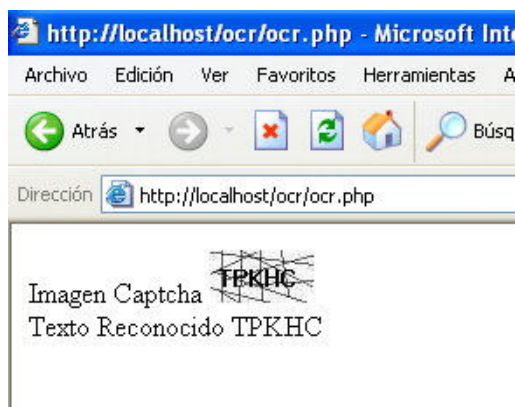 http://localhost/ocr/ocr.php - Microsoft Inte
Archivo Edición Ver Favoritos Herramientas A
Atrás Búsq
Dirección http://localhost/ocr/ocr.php
Imagen Captcha TPKHC
Texto Reconocido TPKHC